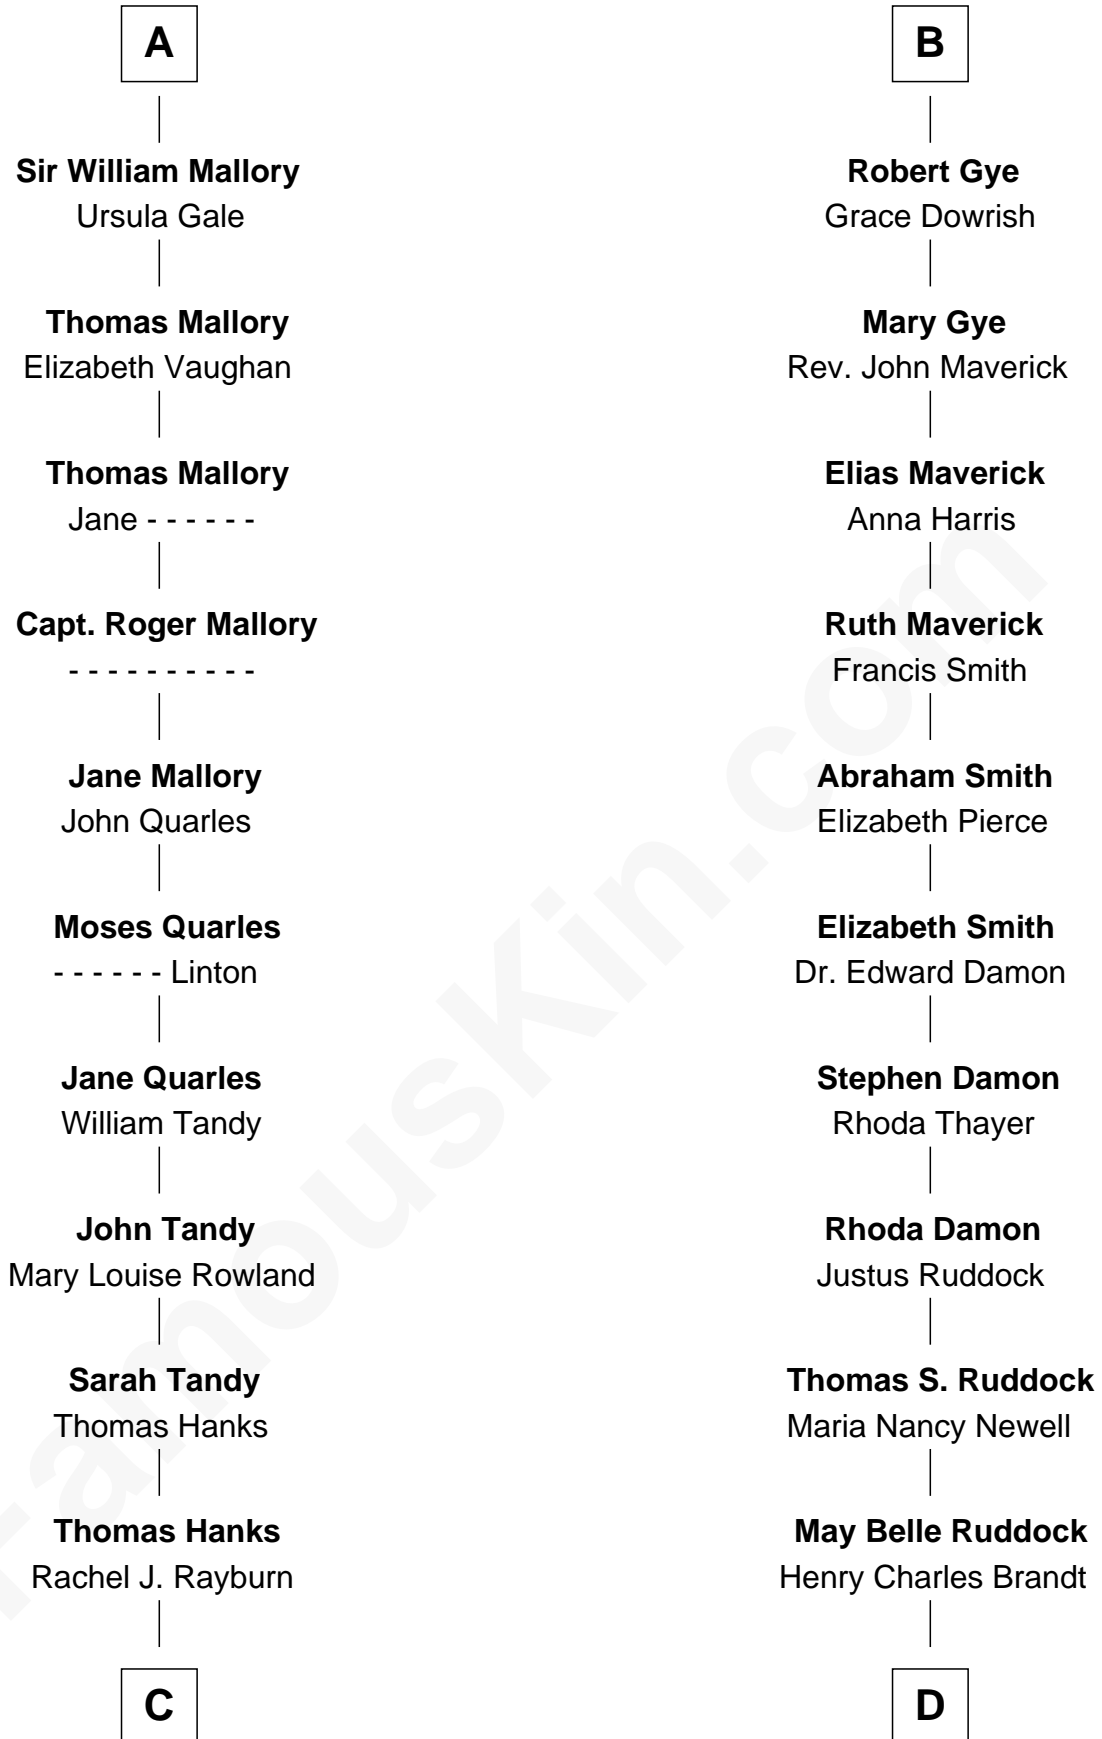 A
Sir William Mallory
Ursula Gale
Thomas Mallory
Elizabeth Vaughan
Thomas Mallory
Jane - - - - - -
Capt. Roger Mallory
- - - - - - - - - -
Jane Mallory
John Quarles
Moses Quarles
- - - - - - Linton
Jane Quarles
William Tandy
John Tandy
Mary Louise Rowland
Sarah Tandy
Thomas Hanks
Thomas Hanks
Rachel J. Rayburn
C
B
Robert Gye
Grace Dowrish
Mary Gye
Rev. John Maverick
Elias Maverick
Anna Harris
Ruth Maverick
Francis Smith
Abraham Smith
Elizabeth Pierce
Elizabeth Smith
Dr. Edward Damon
Stephen Damon
Rhoda Thayer
Rhoda Damon
Justus Ruddock
Thomas S. Ruddock
Maria Nancy Newell
May Belle Ruddock
Henry Charles Brandt
D
FamousKin.com